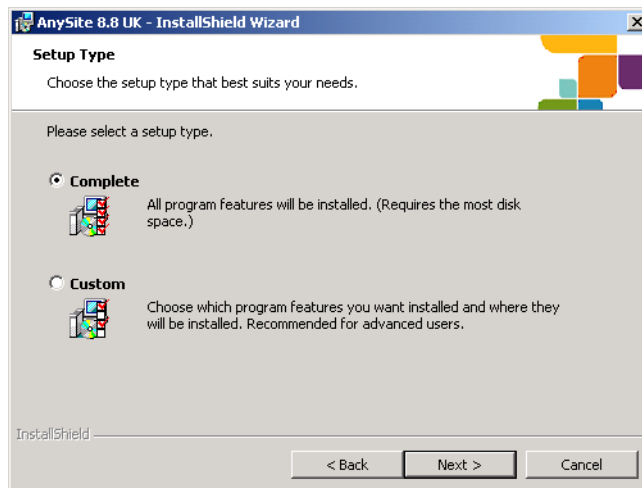 AnySite 8.8 UK - InstallShield Wizard
Setup Type
Choose the setup type that best suits your needs.
Please select a setup type.
Complete
All program features will be installed. (Requires the most disk
space.)
Custom
Choose which program features you want installed and where they
will be installed. Recommended for advanced users.
InstallShield
< Back
Next >
Cancel